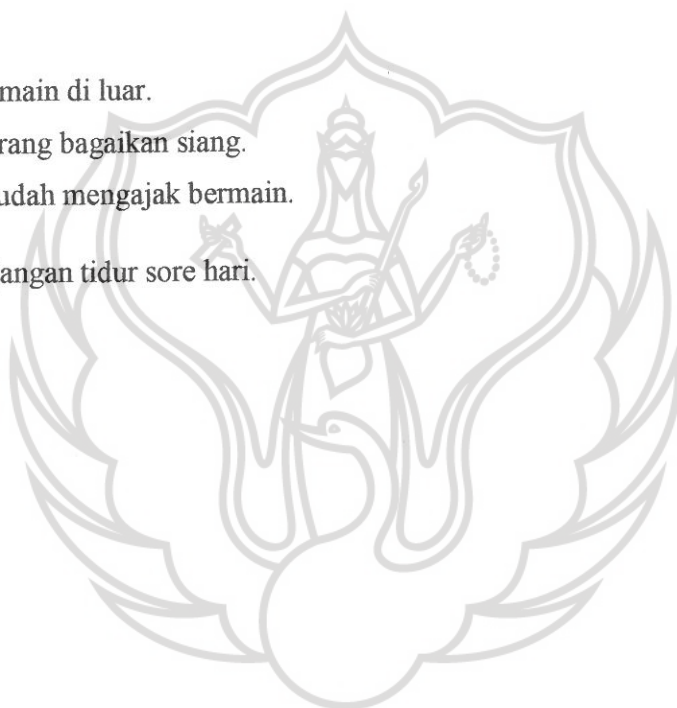 main di luar.
rang bagaikan siang.
udah mengajak bermain.
angan tidur sore hari.